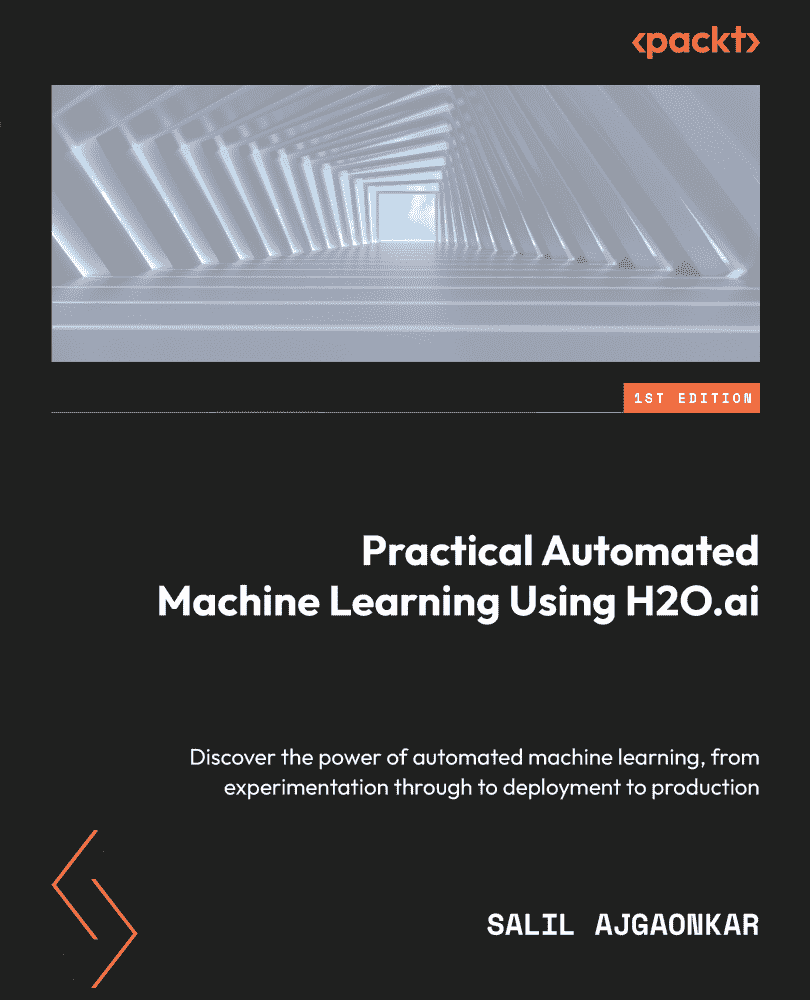 <packt>
1ST EDITION
Practical Automated
Machine Learning Using H2O.ai
Discover the power of automated machine learning, from
experimentation through to deployment to production
SALIL AJGAONKAR